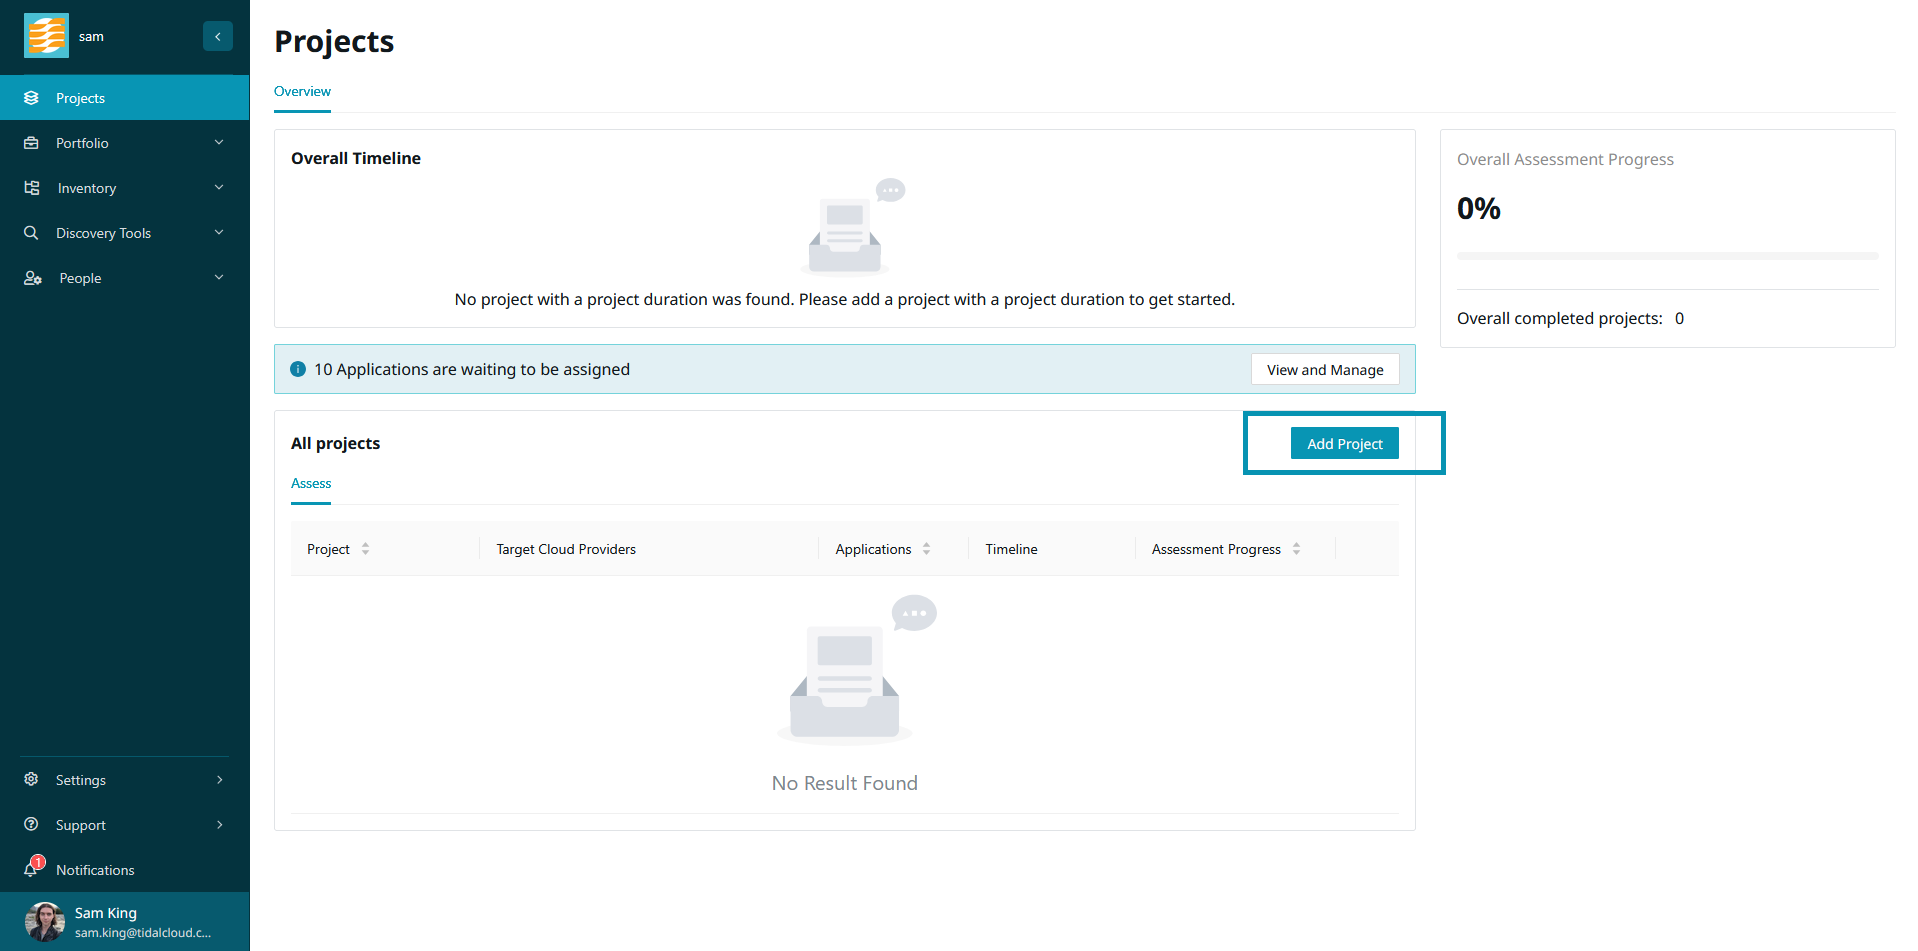 sam
Projects
Portfolio
Inventory
Discovery Tools
People
Settings
Support
1
Notifications
Sam King
sam.king@tidalcloud.c...
Projects
Overview
Overall Timeline
No project with a project duration was found. Please add a project with a project duration to get started.
Overall Assessment Progress
0%
Overall completed projects: 0
10 Applications are waiting to be assigned
View and Manage
All projects
Add Project
Assess
Project Target Cloud Providers Applications Timeline Assessment Progress
No Result Found